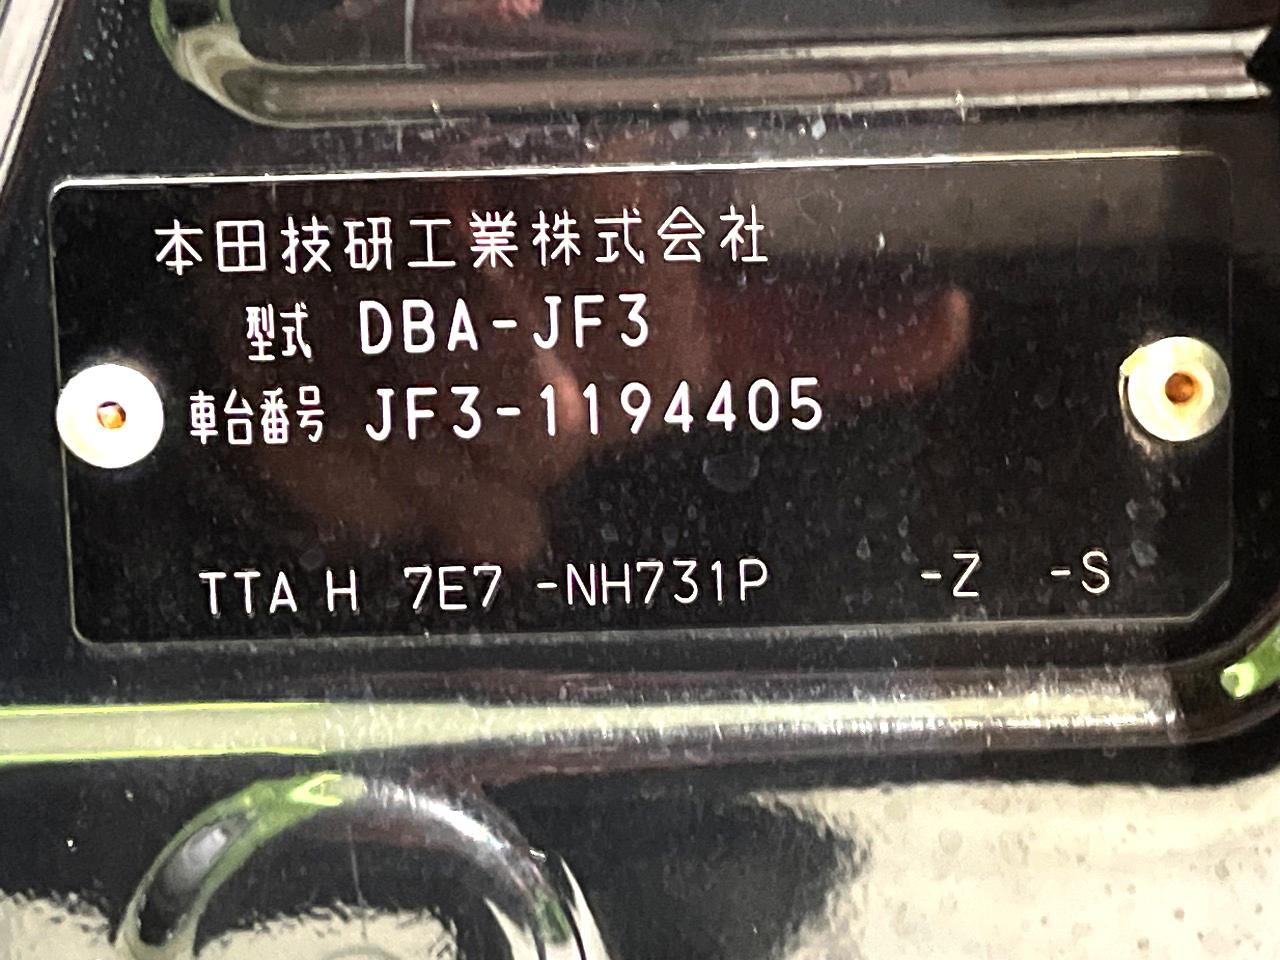 本田技研工業株式会社
型式 DBA-JF3
車台番号 JF3-1194405
TTA H 7E7 -NH731P -Z -S